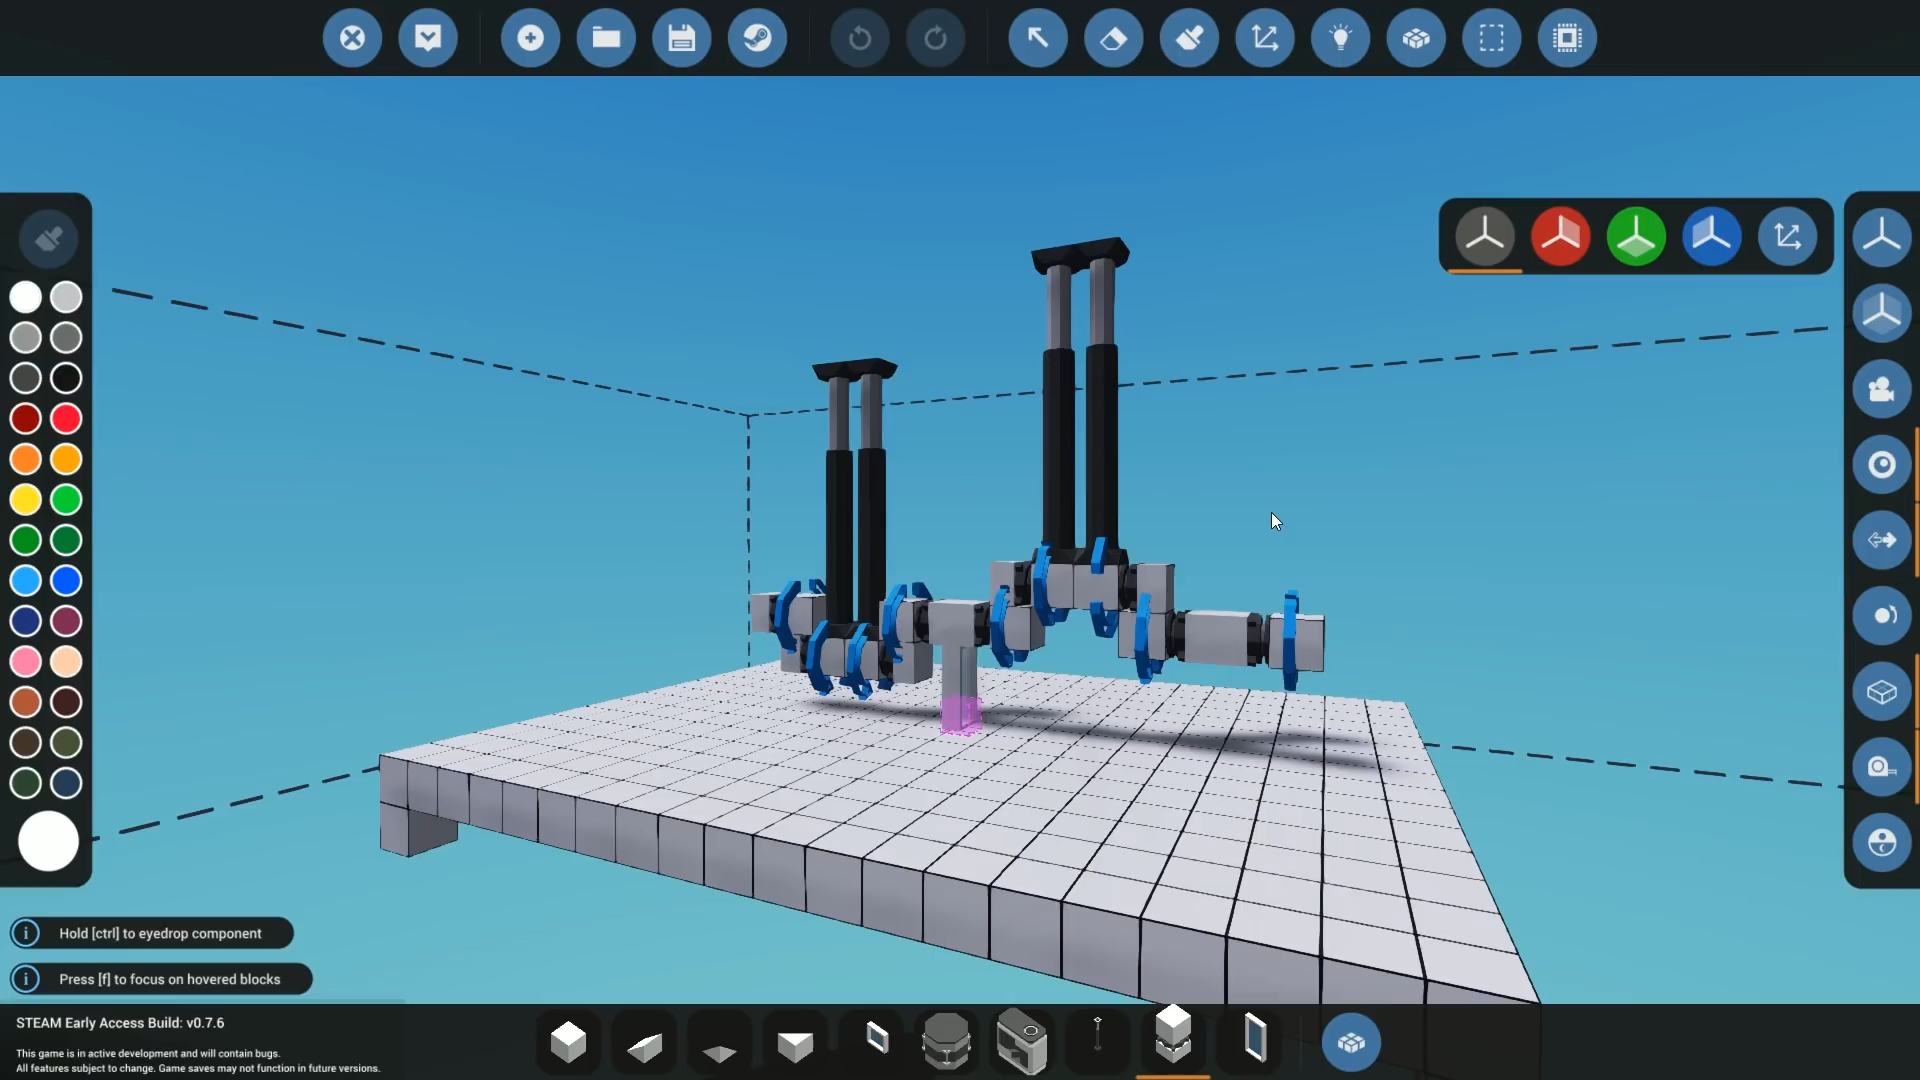 Hold [ctrl] to eyedrop component
Press [f] to focus on hovered blocks
STEAM Early Access Build: v0.7.6
This game is in active development and will contain bugs.
All features subject to change. Game saves may not function in future versions.